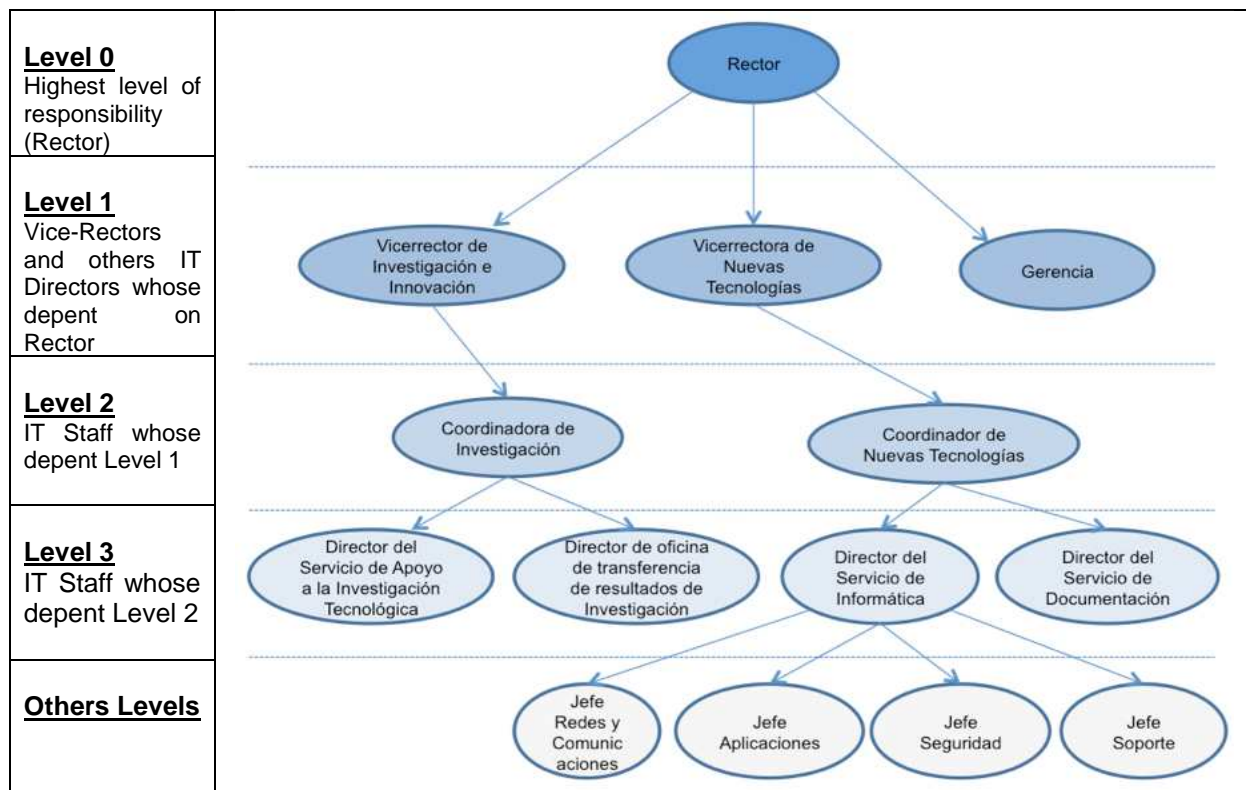 Level 0
Highest level of
responsibility
(Rector)
Rector
Level 1
Vice-Rectors
and others IT
Directors whose
depent on
Rector
Vicerrector de
Investigación e
Innovación
Vicerrectora de
Nuevas
Tecnologías
Gerencia
Level 2
IT Staff whose
depent Level 1
Coordinadora de
Investigación
Coordinador de
Nuevas Tecnologías
Level 3
IT Staff whose
depent Level 2
Director del
Servicio de Apoyo
a la Investigación
Tecnológica
Director de oficina
de transferencia
de resultados de
Investigación
Director del
Servicio de
Informática
Director del
Servicio de
Documentación
Others Levels
Jefe
Redes y
Comunic
aciones
Jefe
Aplicaciones
Jefe
Seguridad
Jefe
Soporte